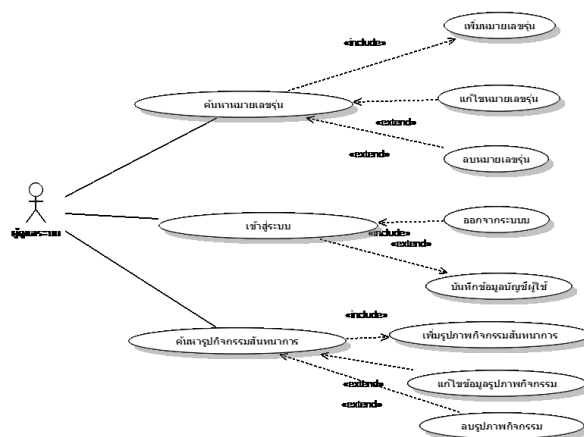 เพิ่มหมายเลขรุ่น
«include»
ค้นหาหมายเลขรุ่น
แก้ไขหมายเลขรุ่น
«extend»
«extend»
ลบหมายเลขรุ่น
ผู้ดูแลระบบ
เข้าสู่ระบบ
ออกจากระบบบ
«include»
«extend»
บันทึกข้อมูลบัญชีผู้ใช้
«include»
ค้นหารูปกิจกรรมสันทนาการ
เพิ่มรูปภาพกิจกรรมสันทนาการ
แก้ไขข้อมูลรูปภาพกิจกรรม
«extend»
«extend»
ลบรูปภาพกิจกรรม